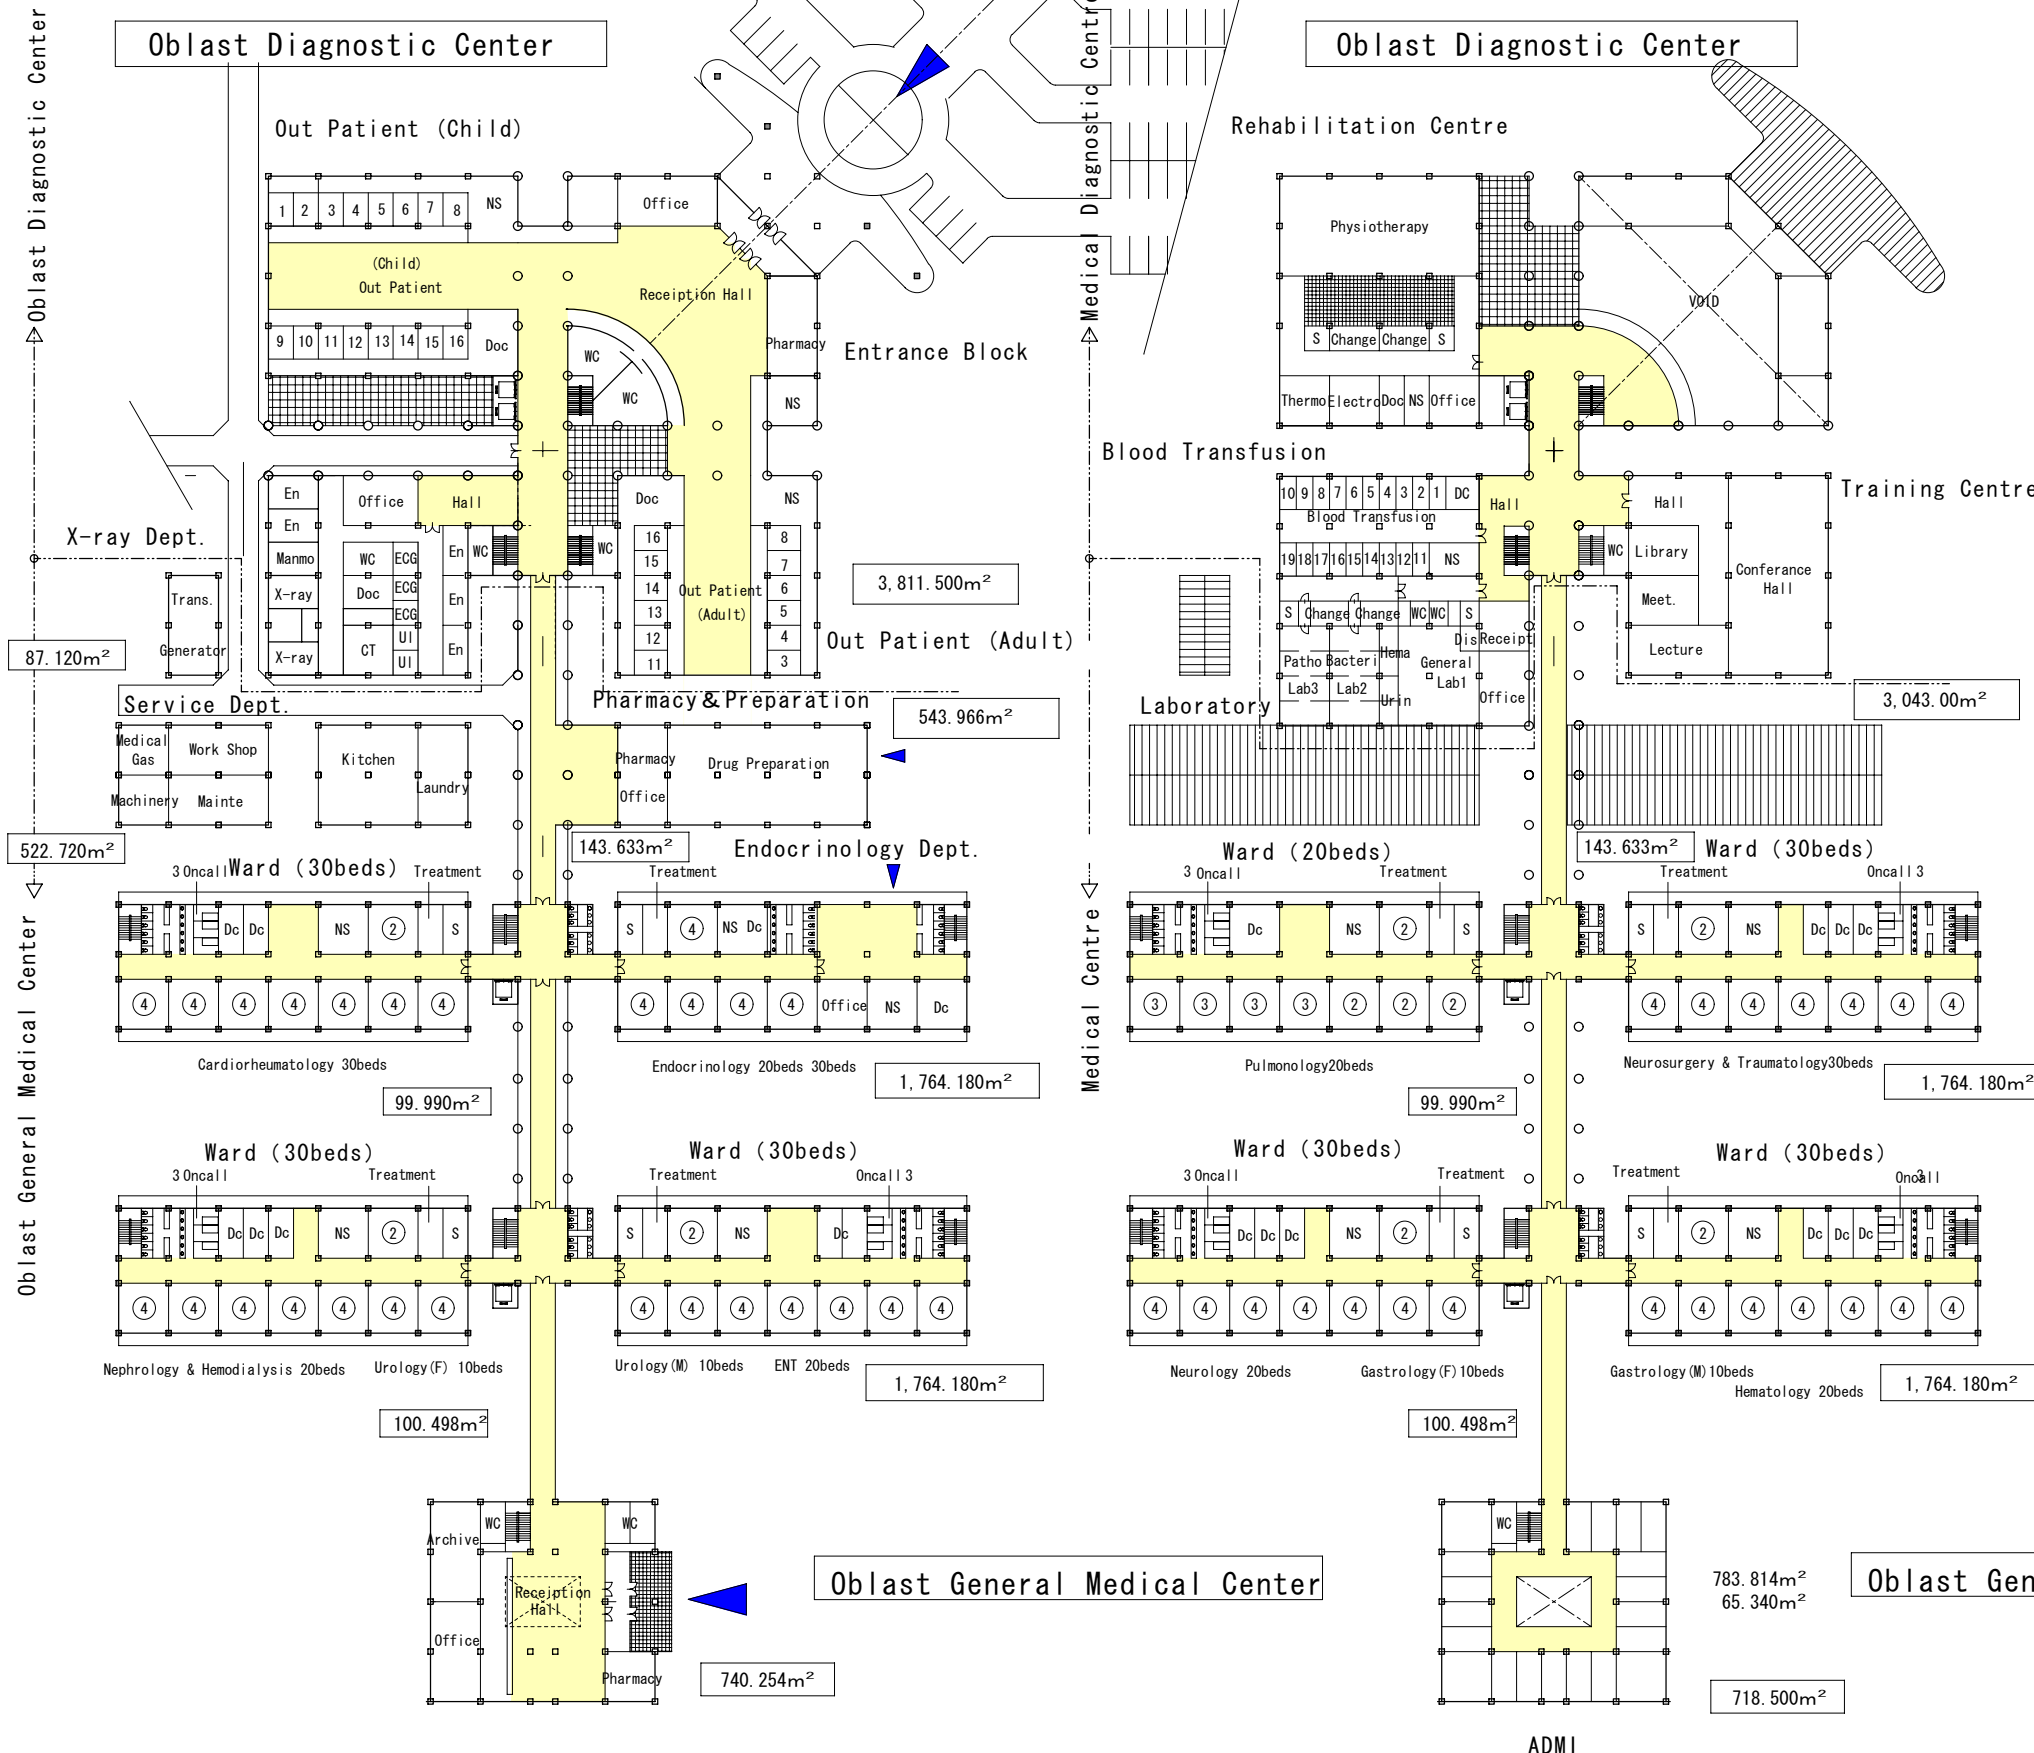 Oblast Diagnostic Center
Oblast Diagnostic Center
Oblast Diagnostic Center
Medical Diagnostic Centre
Out Patient (Child)
Rehabilitation Centre
1 2 3 4 5 6 7 8 NS
Office
(Child)
Out Patient
Receiption Hall
9 10 11 12 13 14 15 16 Doc
WC
WC
Pharmacy
NS
Entrance Block
Physiotherapy
VOID
S Change Change S
Thermo Electro Doc NS Office
Blood Transfusion
Training Centre
X-ray Dept.
En
En
Manmo
X-ray
X-ray
Office
Hall
WC
Doc
CT
ECG
ECG
ECG
UI
UI
En
En
En
WC
WC
Doc
NS
16
15
14
13
12
11
Out Patient
(Adult)
8
7
6
5
4
3
3,811.500m²
Out Patient (Adult)
10 9 8 7 6 5 4 3 2 1 DC
Blood Transfusion
19 18 17 16 15 14 13 12 11 NS
Hall
Hall
WC
Library
Meet.
Lecture
Conferance
Hall
S Change Change WC WC S
Dis Receipt
Patho Bacteri Hema General
Lab3 Lab2 Urin Lab1 Office
Laboratory
3,043.00m²
Trans.
Generator
87.120m²
Service Dept.
Pharmacy&Preparation
543.966m²
Medical
Gas
Work Shop
Machinery
Mainte
Kitchen
Laundry
Pharmacy
Office
Drug Preparation
522.720m²
143.633m²
143.633m²
Oblast General Medical Center
Medical Centre
Ward (30beds)
3 Oncall
Treatment
Dc Dc NS 2 S
4 4 4 4 4 4 4
Cardiorheumatology 30beds
Endocrinology Dept.
Treatment
S 4 NS Dc
4 4 4 4 Office NS Dc
Endocrinology 20beds 30beds
1,764.180m²
99.990m²
Ward (20beds)
3 Oncall
Treatment
Dc NS 2 S
3 3 3 3 2 2 2
Pulmonology20beds
Ward (30beds)
Treatment
Oncall 3
S 2 NS Dc Dc Dc
4 4 4 4 4 4 4
Neurosurgery & Traumatology30beds
1,764.180m²
99.990m²
Ward (30beds)
3 Oncall
Treatment
Dc Dc Dc NS 2 S
4 4 4 4 4 4 4
Nephrology & Hemodialysis 20beds
Urology(F) 10beds
Ward (30beds)
Treatment
Oncall 3
S 2 NS Dc
4 4 4 4 4 4 4
Urology(M) 10beds
ENT 20beds
1,764.180m²
100.498m²
Ward (30beds)
3 Oncall
Treatment
Dc Dc Dc NS 2 S
4 4 4 4 4 4 4
Neurology 20beds
Gastrology(F)10beds
Ward (30beds)
Treatment
Oncall 3
S 2 NS Dc Dc Dc
4 4 4 4 4 4 4
Gastrology(M)10beds
Hematology 20beds
1,764.180m²
100.498m²
Archive
WC
WC
Receiption
Hall
Office
Pharmacy
Oblast General Medical Center
740.254m²
WC
783.814m²
65.340m²
Oblast Gen
718.500m²
ADMI